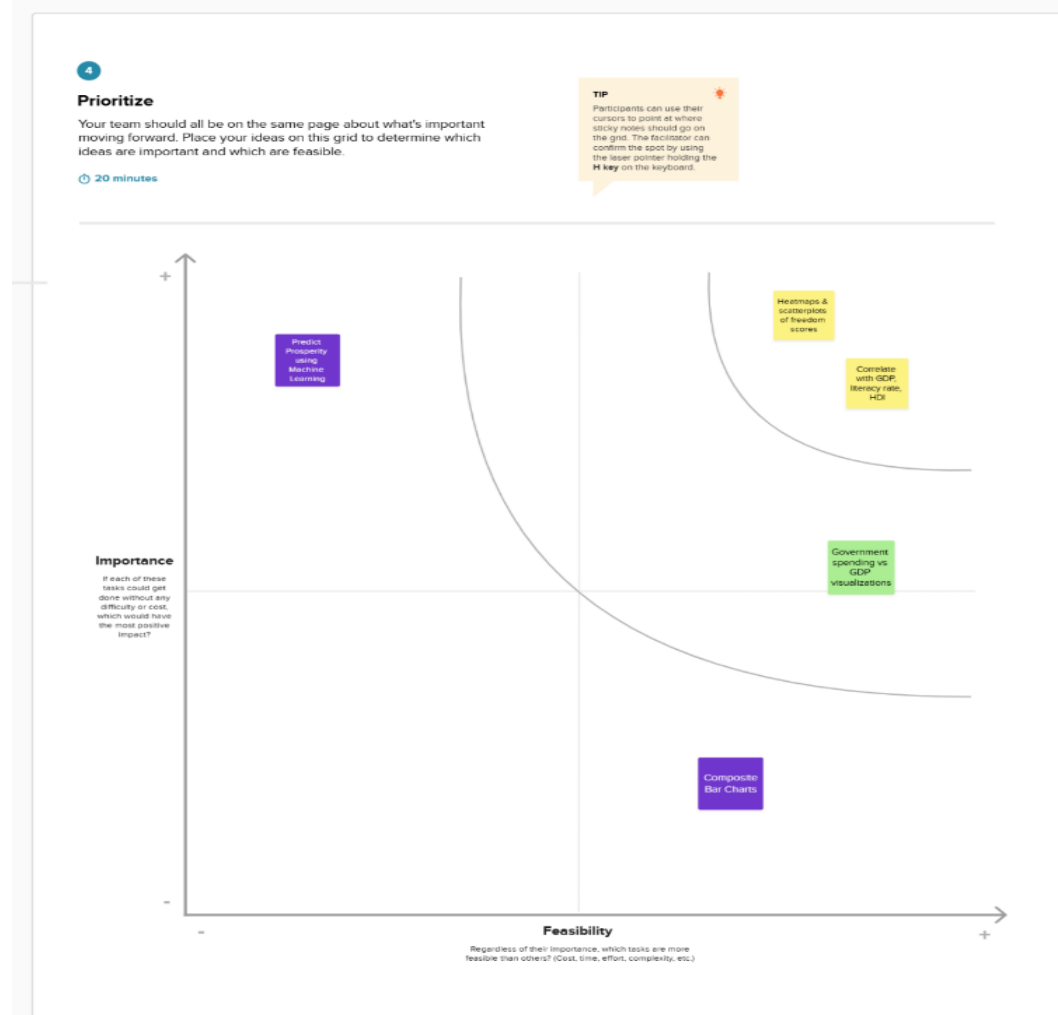 4
Prioritize
Your team should all be on the same page about what's important
moving forward. Place your ideas on this grid to determine which
ideas are important and which are feasible.
20 minutes
TIP
Participants can use their
cursors to point at where
sticky notes should go on
the grid. The facilitator can
confirm the spot by using
the laser pointer holding the
H key on the keyboard.
+
Heatmaps &
scatterplots
of freedom
scores
Predict
Prosperity
using
Machine
Learning
Correlate
with GDP,
literacy rate,
HDI
Government
spending vs
GDP
visualizations
Importance
If each of these
tasks could get
done without any
difficulty or cost,
which would have
the most positive
impact?
Composite
Bar Charts
-
-
Feasibility
+
Regardless of their importance, which tasks are more
feasible than others? (Cost, time, effort, complexity, etc.)